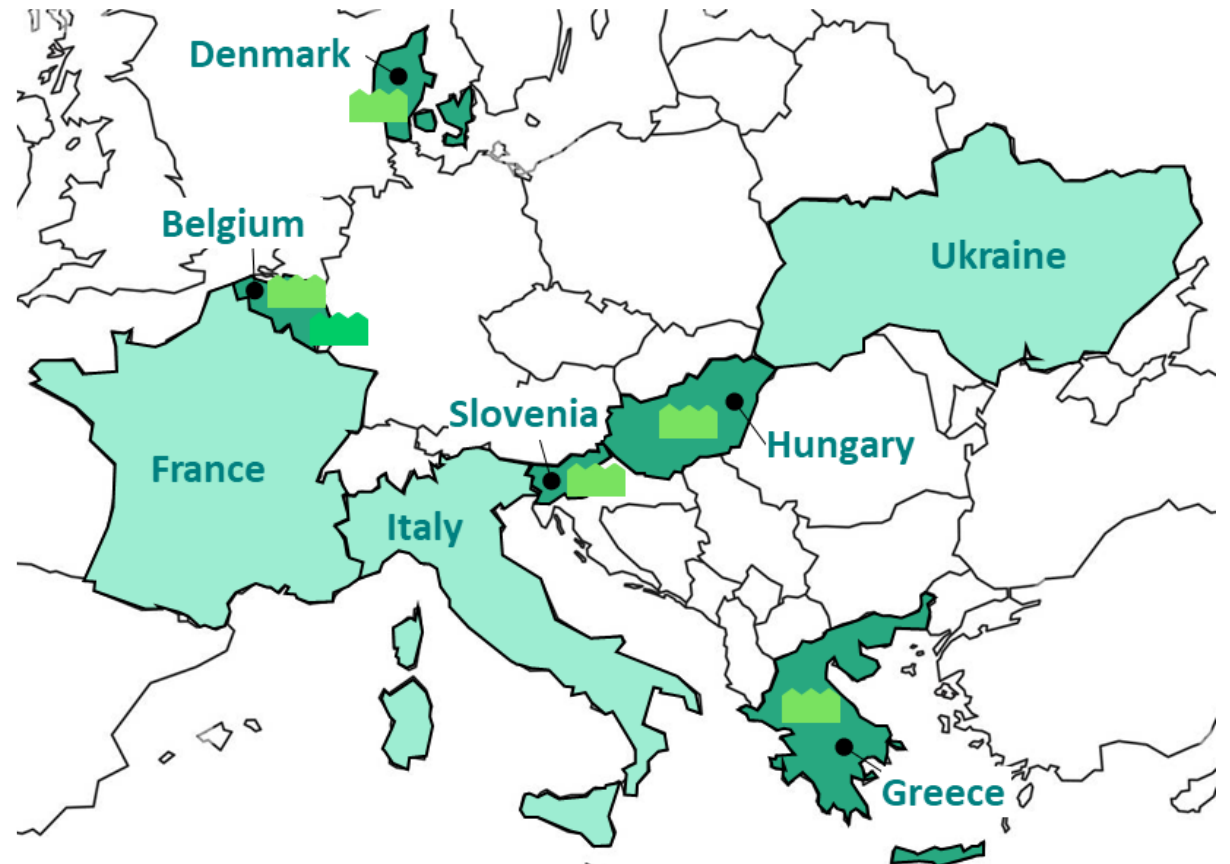 Denmark
Belgium
Ukraine
Slovenia
Hungary
France
Italy
Greece